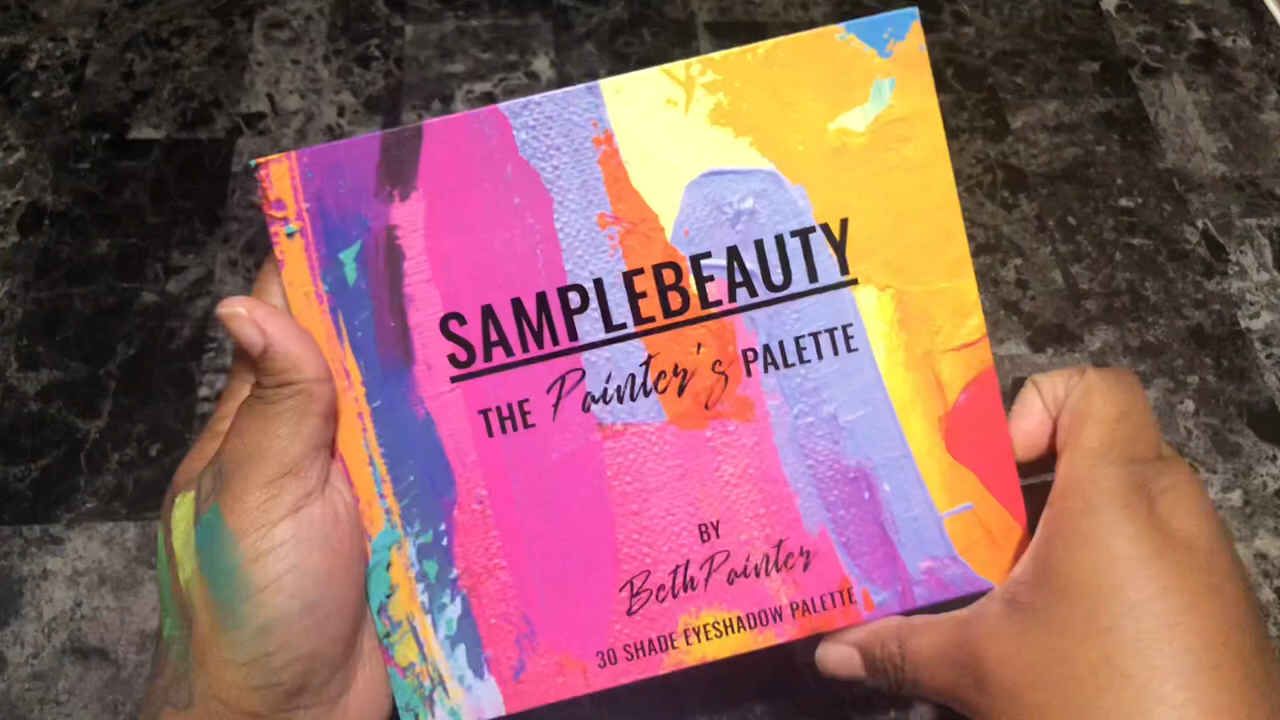 SAMPLEBEAUTY
THE Painter's PALETTE
BY
BethPainter
30 SHADE EYESHADOW PALETTE